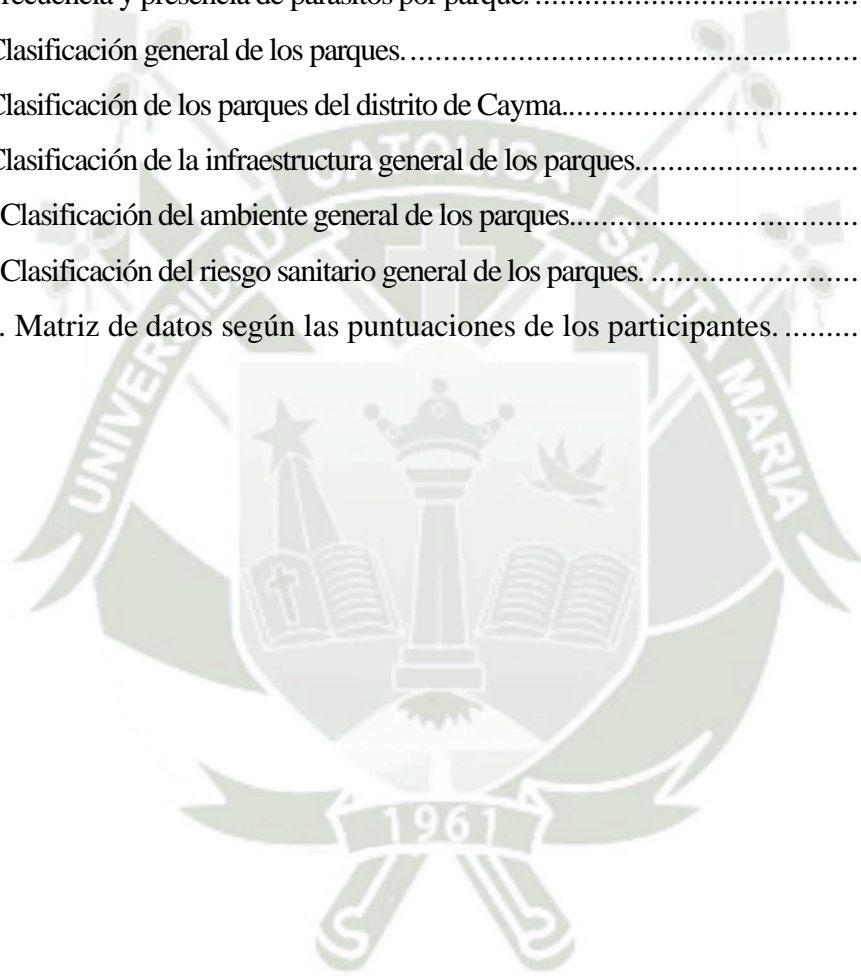 y presencia de parásitos por parque. ....................................
Clasificación general de los parques. ....................................................
Clasificación de los parques del distrito de Cayma. .................................
Clasificación de la infraestructura general de los parques. .........................
Clasificación del ambiente general de los parques. .................................
Clasificación del riesgo sanitario general de los parques. ........................
. Matriz de datos según las puntuaciones de los participantes. .........
UNIVERSIDAD CATOLICA SANTA MARIA
1961